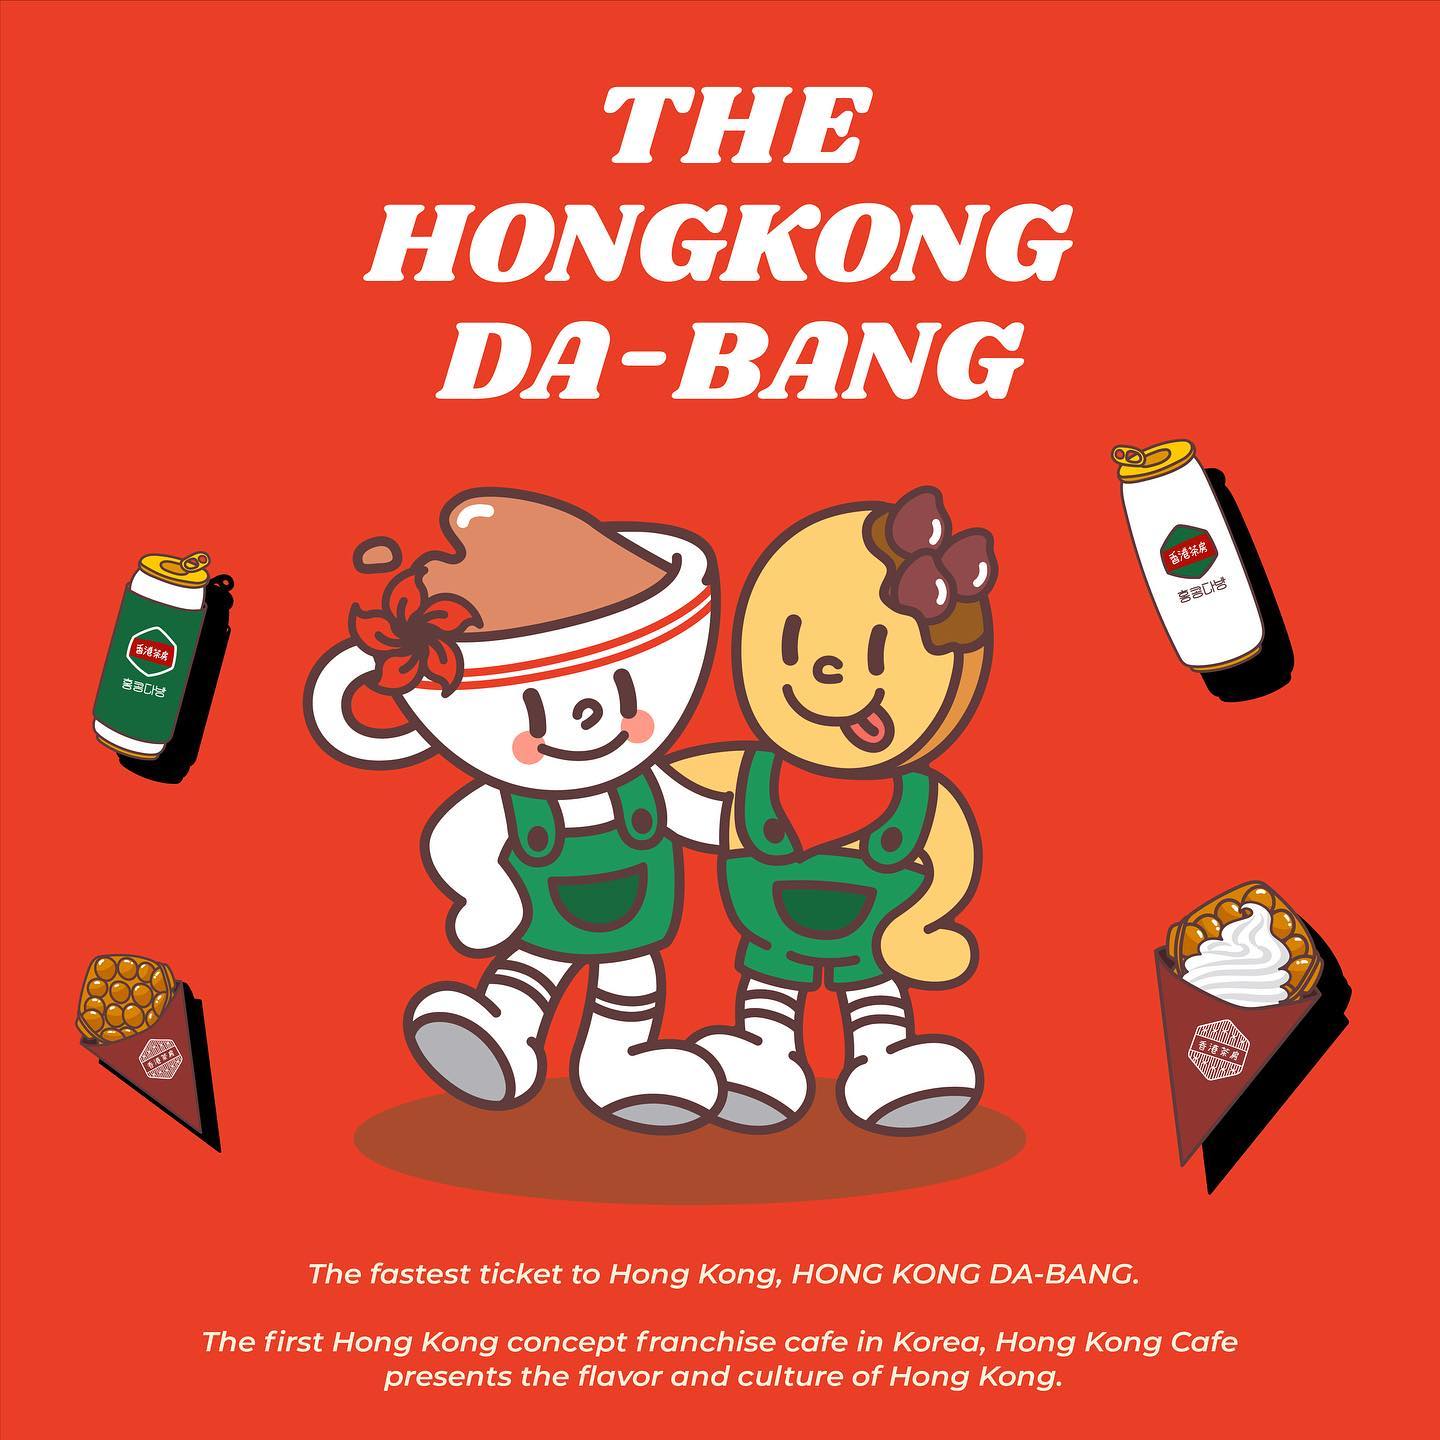 THE
HONGKONG
DA-BANG
香港茶房
홍콩다방
香港茶房
홍콩다방
香港茶房
香港茶房
The fastest ticket to Hong Kong, HONG KONG DA-BANG.
The first Hong Kong concept franchise cafe in Korea, Hong Kong Cafe
presents the flavor and culture of Hong Kong.